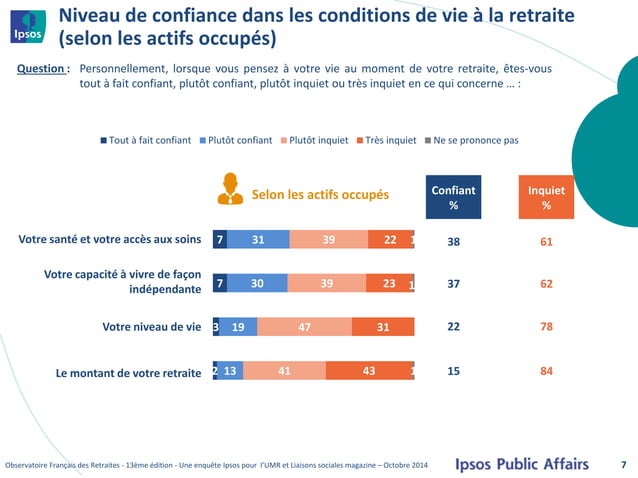 Niveau de confiance dans les conditions de vie à la retraite
(selon les actifs occupés)
Ipsos
Question : Personnellement, lorsque vous pensez à votre vie au moment de votre retraite, êtes-vous
tout à fait confiant, plutôt confiant, plutôt inquiet ou très inquiet en ce qui concerne … :
Tout à fait confiant Plutôt confiant Plutôt inquiet Très inquiet Ne se prononce pas
Selon les actifs occupés
Confiant
%
Inquiet
%
Votre santé et votre accès aux soins 7 31 39 22 1 38 61
Votre capacité à vivre de façon
indépendante 7 30 39 23 1 37 62
Votre niveau de vie 3 19 47 31 22 78
Le montant de votre retraite 2 13 41 43 1 15 84
Observatoire Français des Retraites - 13ème édition - Une enquête Ipsos pour l'UMR et Liaisons sociales magazine – Octobre 2014
Ipsos Public Affairs
7